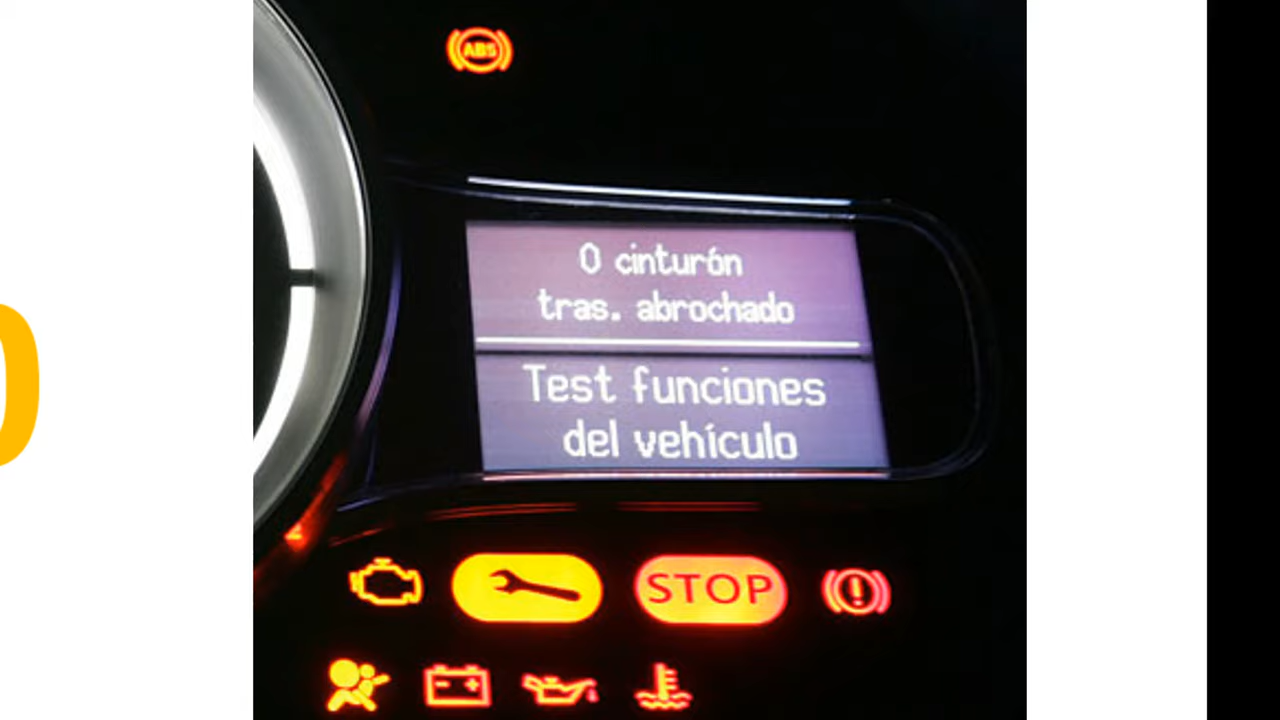 ABS
0 cinturón
tras. abrochado
Test funciones
del vehículo
STOP